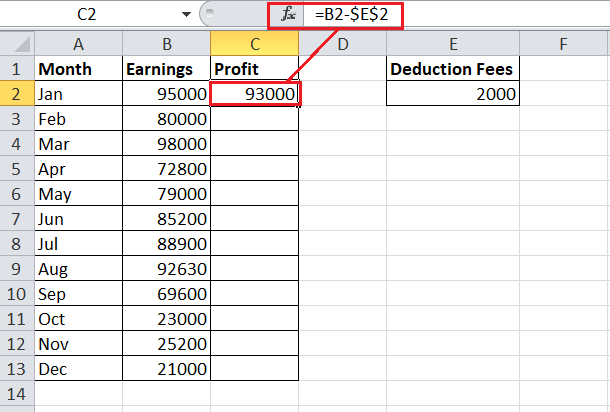 C2 fx =B2-$E$2
A B C D E F
1 Month Earnings Profit Deduction Fees
2 Jan 95000 93000 2000
3 Feb 80000
4 Mar 98000
5 Apr 72800
6 May 79000
7 Jun 85200
8 Jul 88900
9 Aug 92630
10 Sep 69600
11 Oct 23000
12 Nov 25200
13 Dec 21000
14